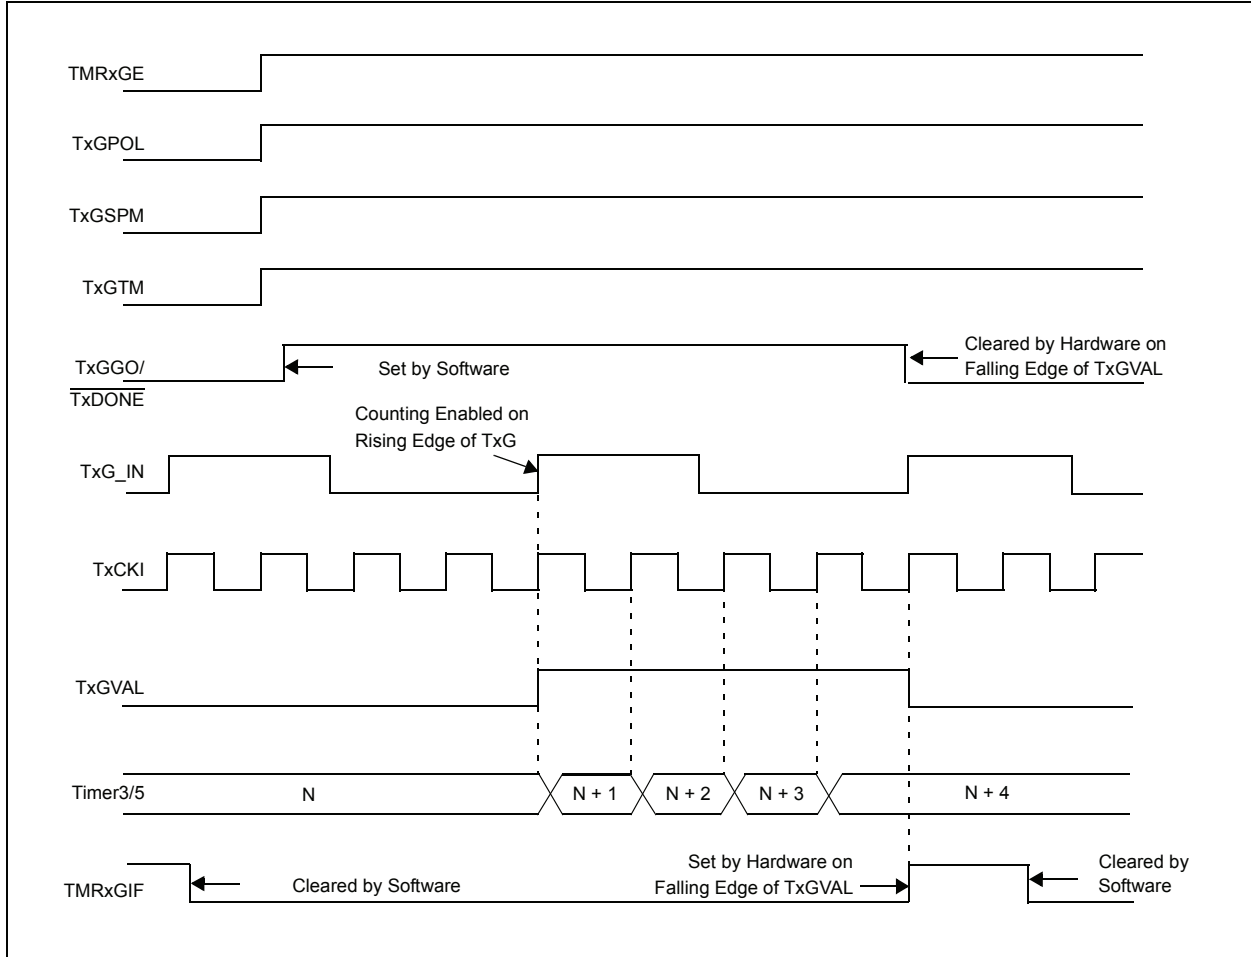 TMRxGE
TxGPOL
TxGSPM
TxGTM
TxGGO/
TxDONE
Set by Software
Cleared by Hardware on
Falling Edge of TxGVAL
Counting Enabled on
Rising Edge of TxG
TxG_IN
TxCKI
TxGVAL
Timer3/5
N
N + 1
N + 2
N + 3
N + 4
TMRxGIF
Cleared by Software
Set by Hardware on
Falling Edge of TxGVAL
Cleared by
Software